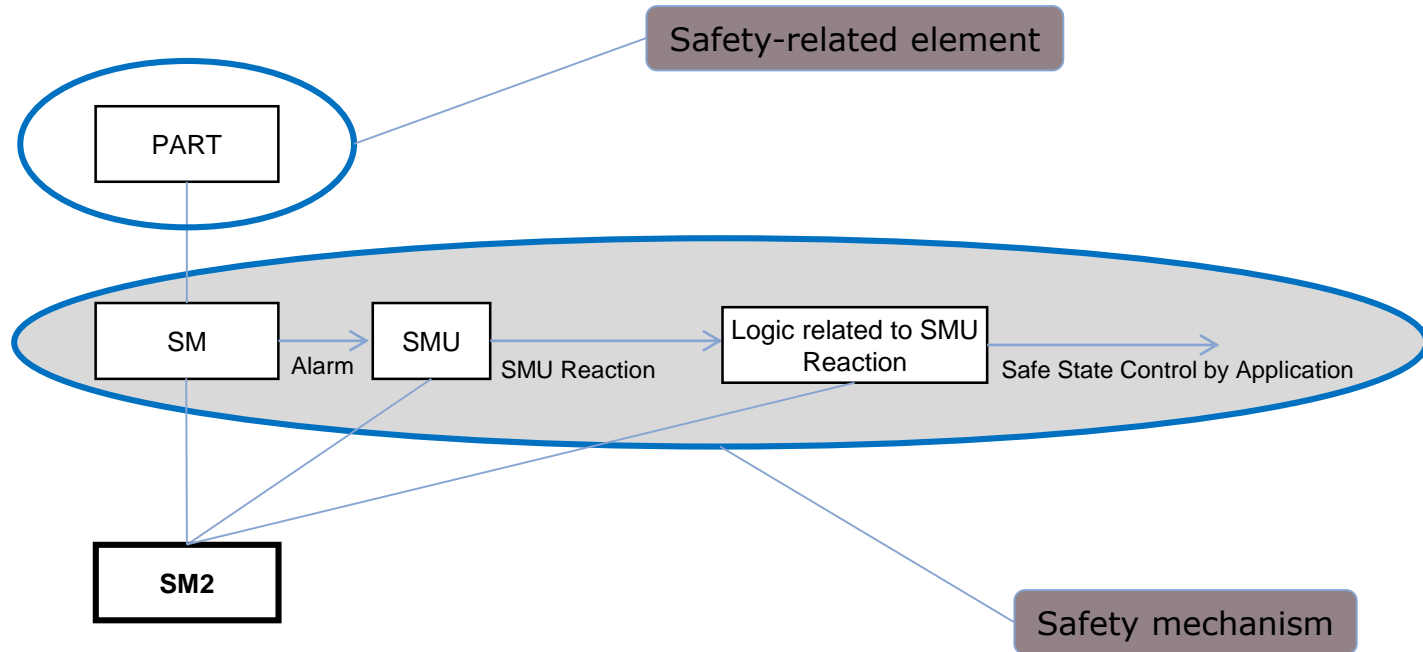 Safety-related element
PART
SM
Alarm
SMU
SMU Reaction
Logic related to SMU
Reaction
Safe State Control by Application
SM2
Safety mechanism